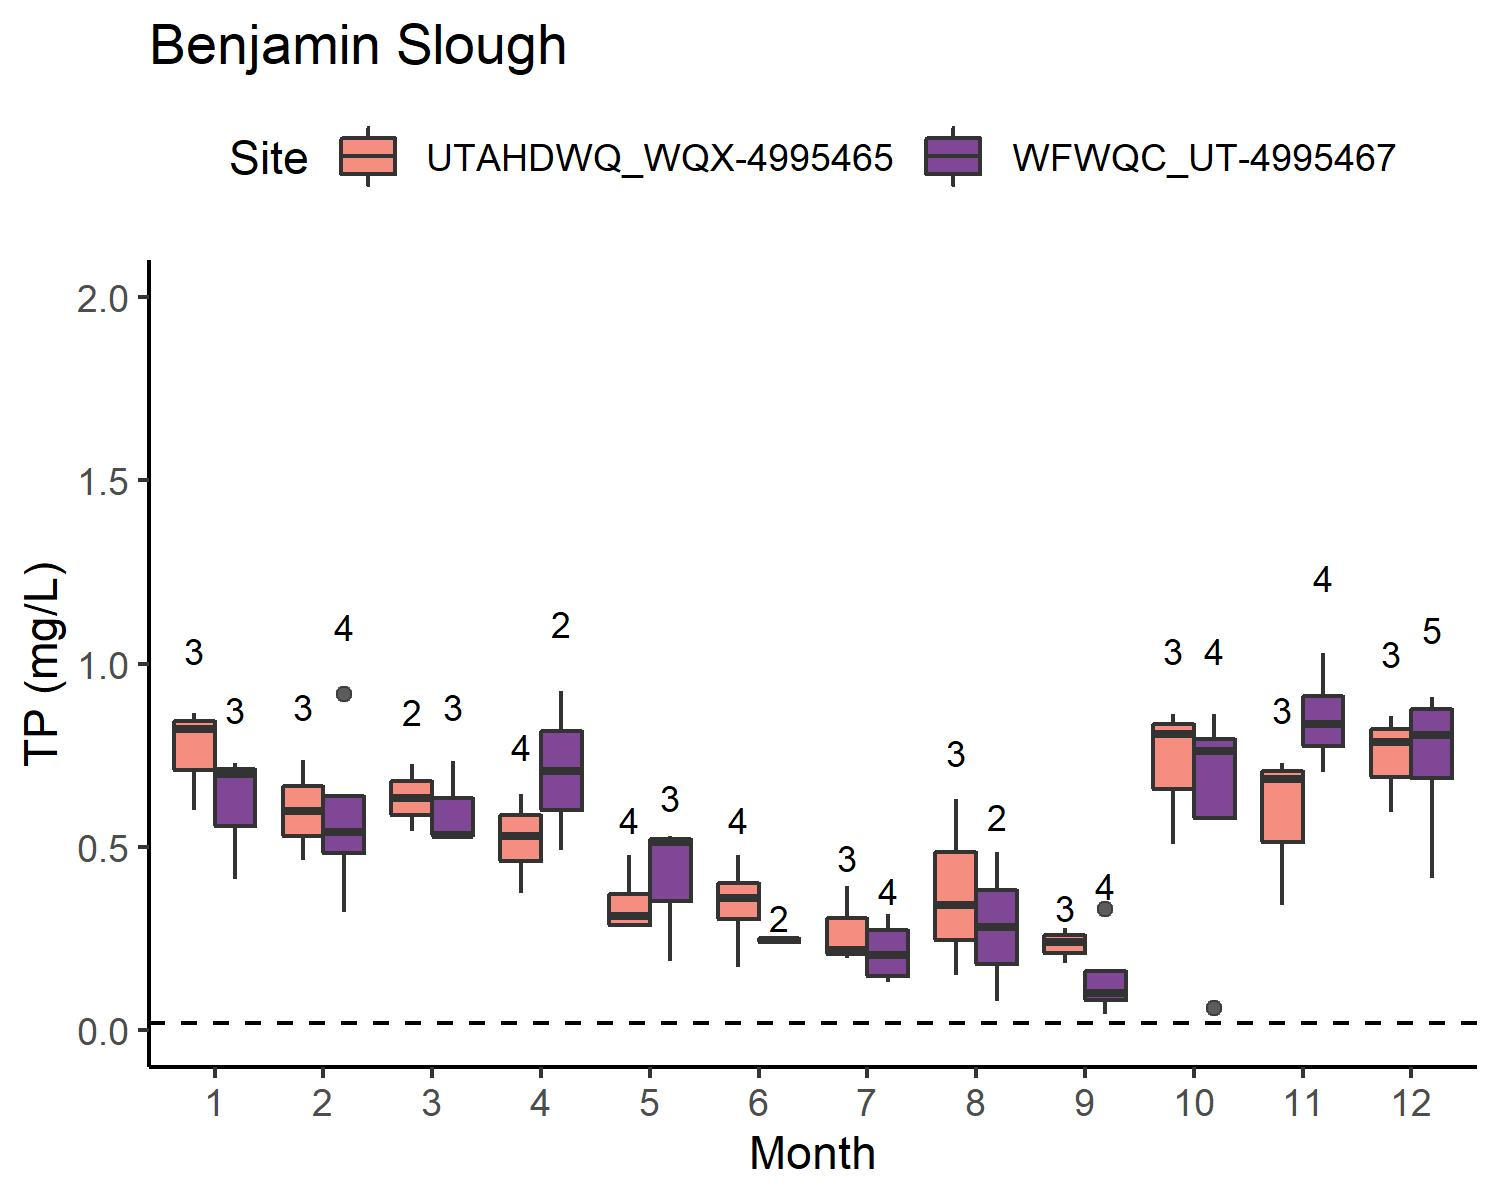 Benjamin Slough
Site UTAHDWQ_WQX-4995465 WFWQC_UT-4995467
TP (mg/L)
2.0
1.5
1.0
0.5
0.0
3 3 3 4 2 3 4 2 4 3 4 2 3 4 3 2 3 4 3 4 3 4 3 5
1 2 3 4 5 6 7 8 9 10 11 12
Month